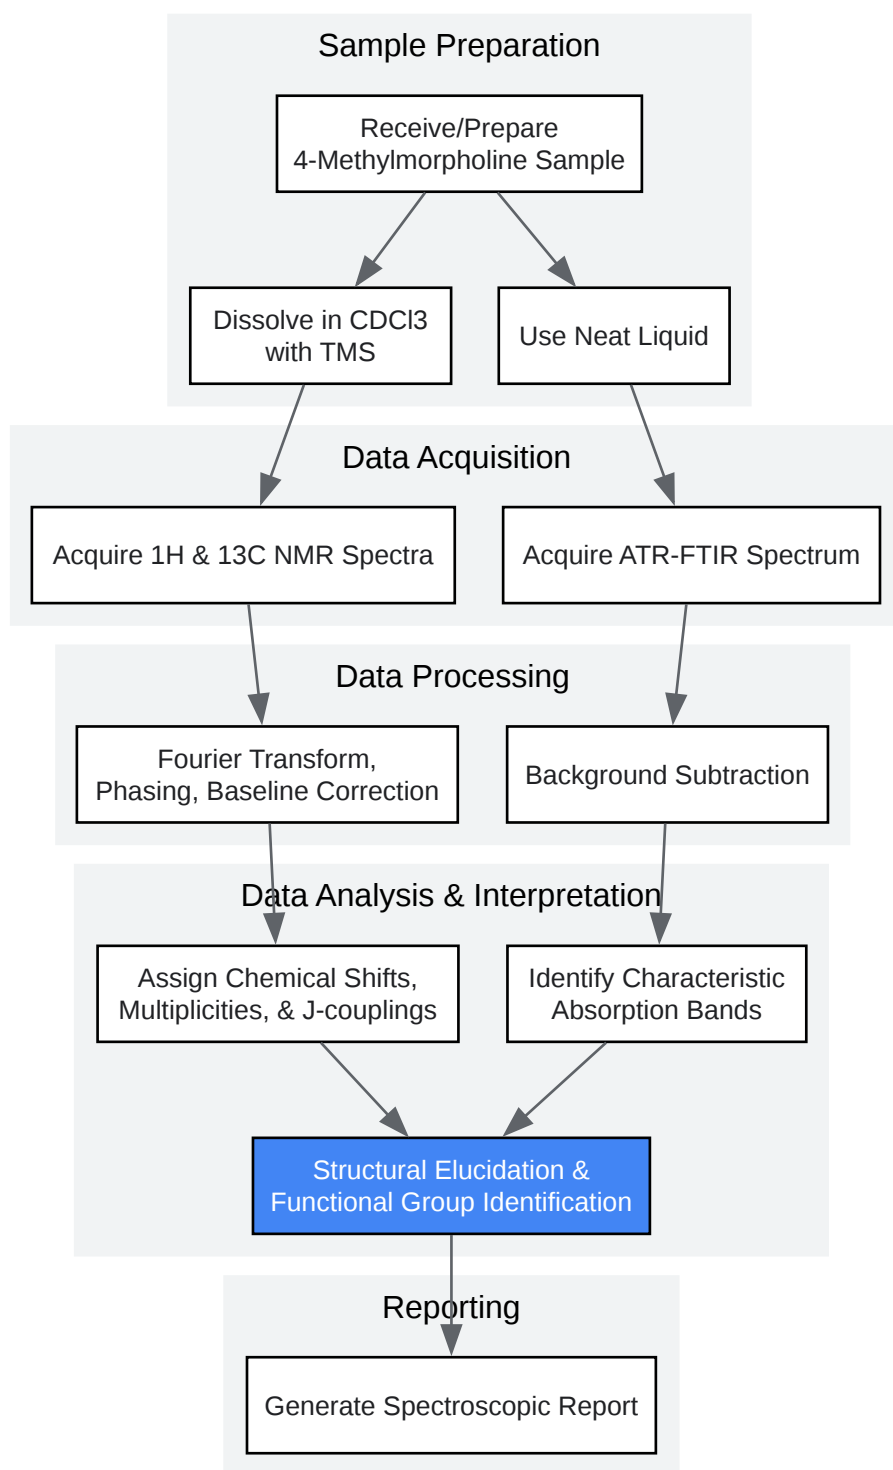 Sample Preparation
Receive/Prepare
4-Methylmorpholine Sample
Dissolve in CDCl3
with TMS
Use Neat Liquid
Data Acquisition
Acquire 1H & 13C NMR Spectra
Acquire ATR-FTIR Spectrum
Data Processing
Fourier Transform,
Phasing, Baseline Correction
Background Subtraction
Data Analysis & Interpretation
Assign Chemical Shifts,
Multiplicities, & J-couplings
Identify Characteristic
Absorption Bands
Structural Elucidation &
Functional Group Identification
Reporting
Generate Spectroscopic Report